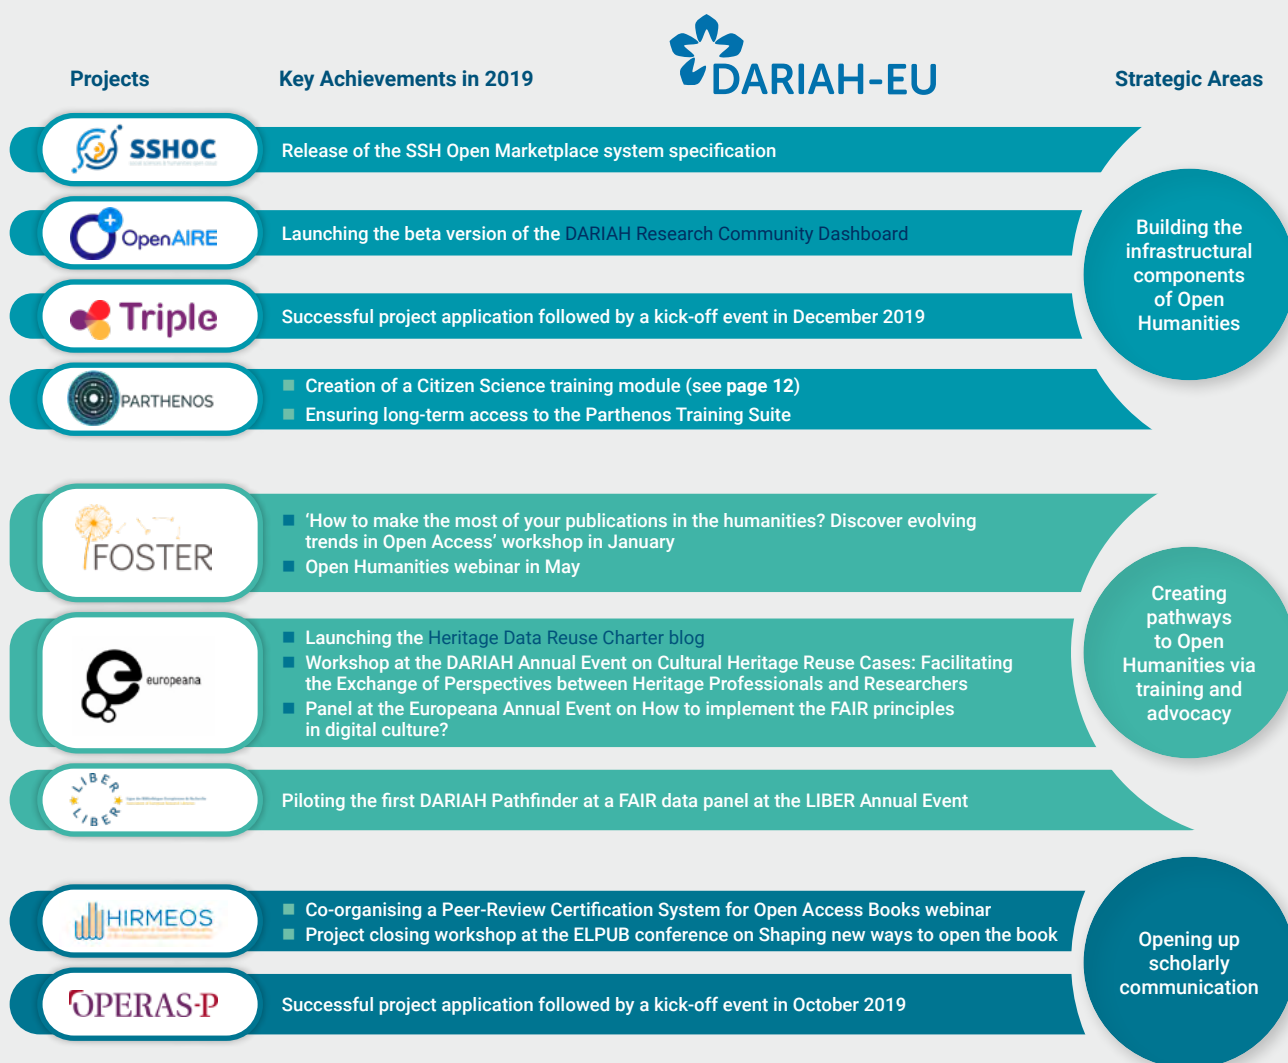 DARIAH-EU
Projects
Key Achievements in 2019
Strategic Areas
SSHOC
Release of the SSH Open Marketplace system specification
OpenAIRE
Launching the beta version of the DARIAH Research Community Dashboard
Triple
Successful project application followed by a kick-off event in December 2019
PARTHENOS
Creation of a Citizen Science training module (see page 12)
Ensuring long-term access to the Parthenos Training Suite
Building the
infrastructural
components
of Open
Humanities
FOSTER
‘How to make the most of your publications in the humanities? Discover evolving
trends in Open Access’ workshop in January
Open Humanities webinar in May
europeana
Launching the Heritage Data Reuse Charter blog
Workshop at the DARIAH Annual Event on Cultural Heritage Reuse Cases: Facilitating
the Exchange of Perspectives between Heritage Professionals and Researchers
Panel at the Europeana Annual Event on How to implement the FAIR principles
in digital culture?
LIBER
LIBER
Piloting the first DARIAH Pathfinder at a FAIR data panel at the LIBER Annual Event
Creating
pathways
to Open
Humanities via
training and
advocacy
HIRMEOS
Co-organising a Peer-Review Certification System for Open Access Books webinar
Project closing workshop at the ELPUB conference on Shaping new ways to open the book
OPERAS-P
Successful project application followed by a kick-off event in October 2019
Opening up
scholarly
communication